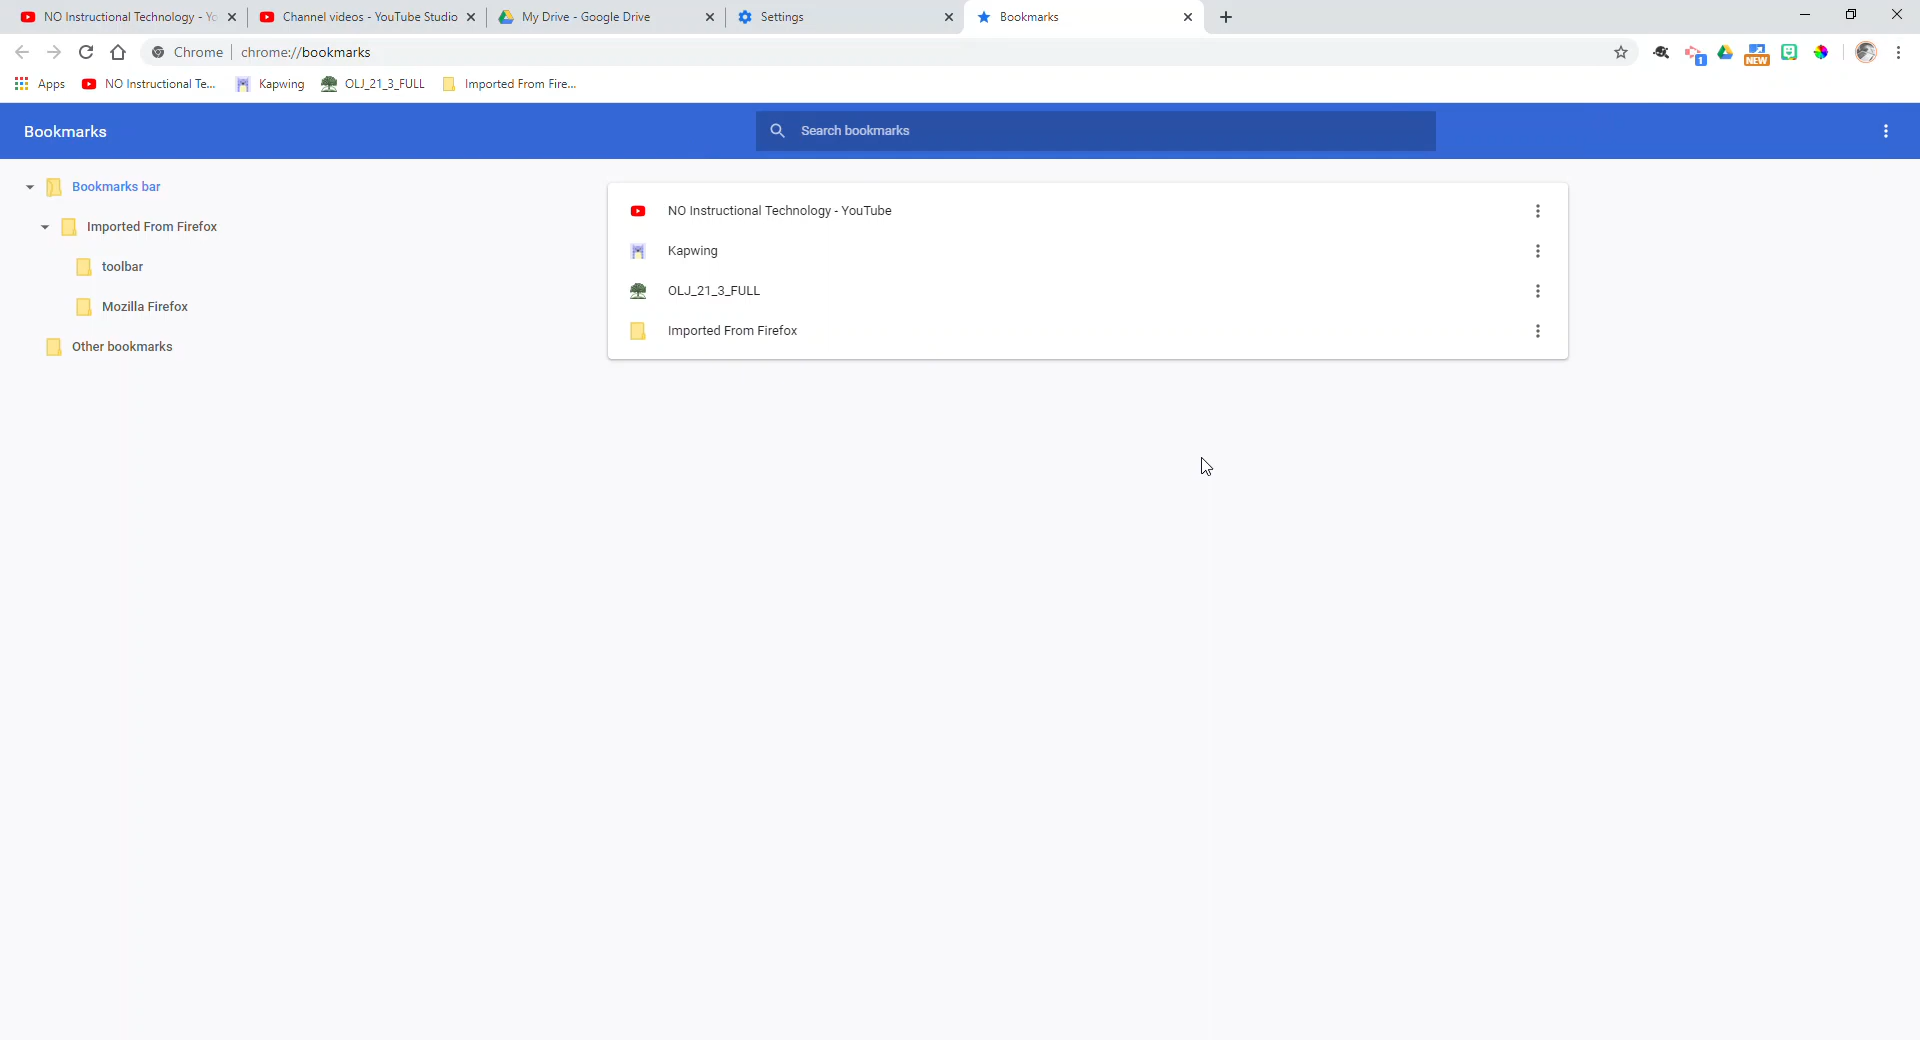 NO Instructional Technology - Yo
Channel videos - YouTube Studio
My Drive - Google Drive
Settings
Bookmarks
Chrome
chrome://bookmarks
1
NEW
Apps
NO Instructional Te...
Kapwing
OLJ_21_3_FULL
Imported From Fire...
Bookmarks
Search bookmarks
Bookmarks bar
Imported From Firefox
toolbar
Mozilla Firefox
Other bookmarks
NO Instructional Technology - YouTube
Kapwing
OLJ_21_3_FULL
Imported From Firefox